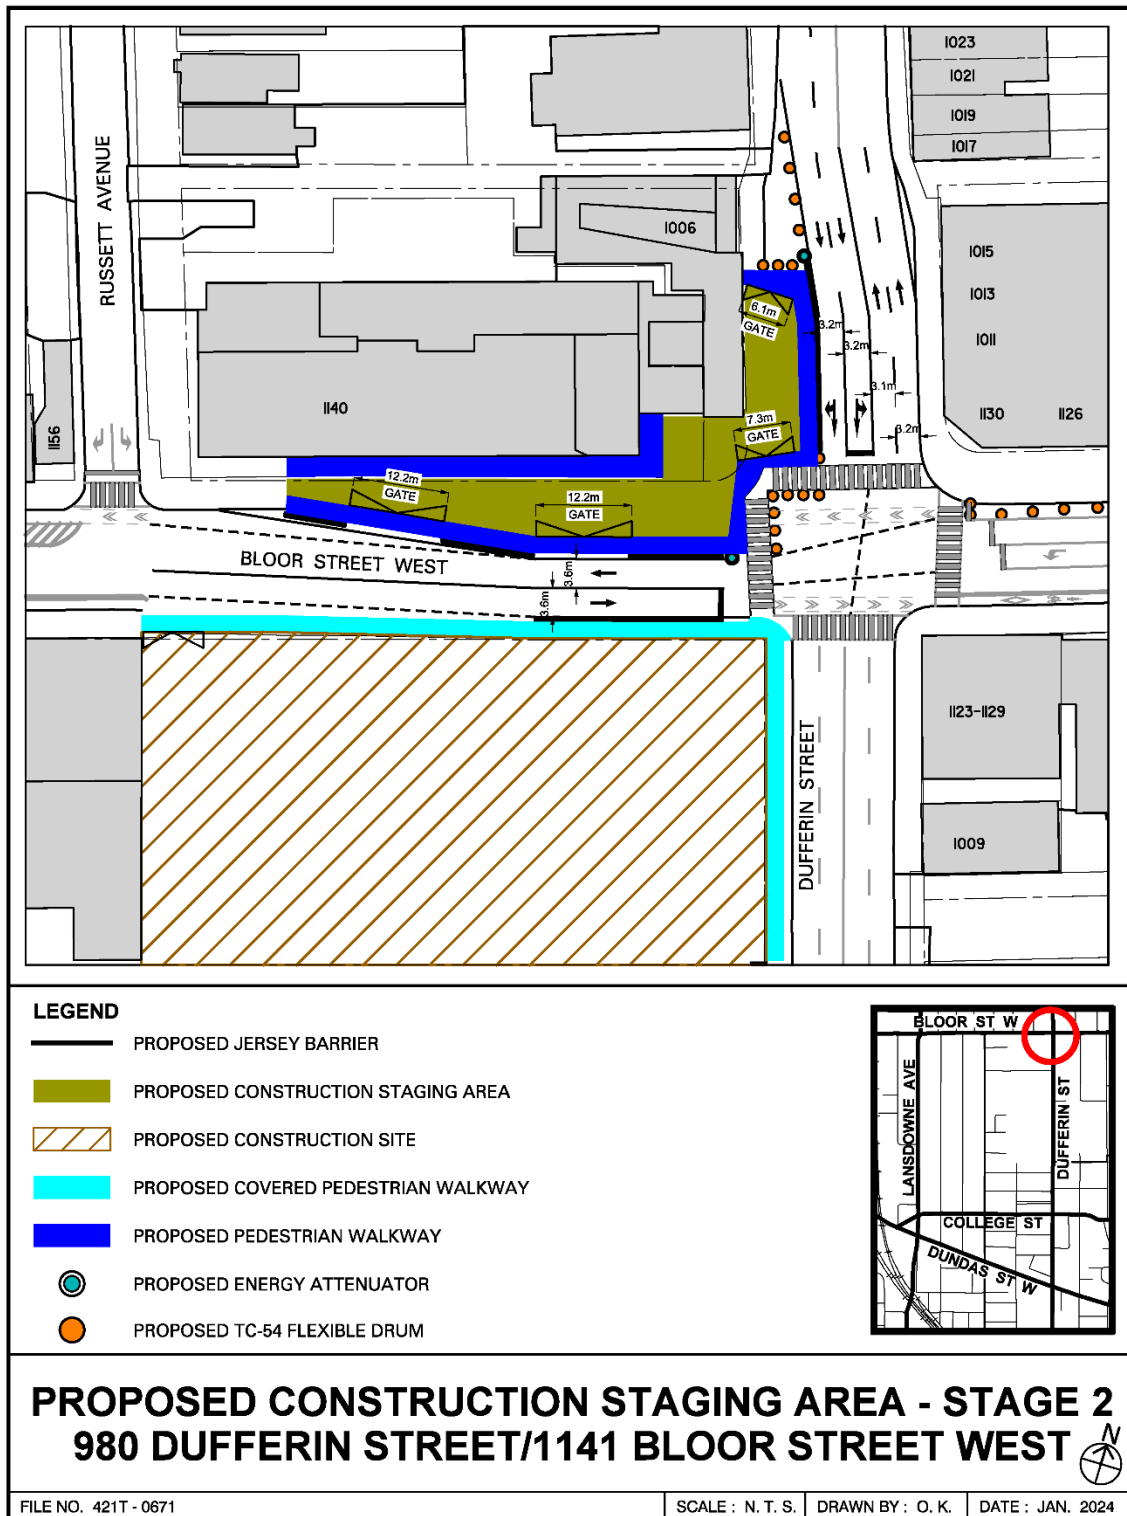 1023
1021
1019
1017
RUSSETT AVENUE
1006
1015
1013
1011
6.1m
GATE
3.2m
3.2m
3.1m
3.2m
1140
1156
1130
1126
7.3m
GATE
12.2m
GATE
12.2m
GATE
BLOOR STREET WEST
3.6m
3.6m
1123-1129
DUFFERIN STREET
1009
LEGEND
PROPOSED JERSEY BARRIER
PROPOSED CONSTRUCTION STAGING AREA
PROPOSED CONSTRUCTION SITE
PROPOSED COVERED PEDESTRIAN WALKWAY
PROPOSED PEDESTRIAN WALKWAY
PROPOSED ENERGY ATTENUATOR
PROPOSED TC-54 FLEXIBLE DRUM
BLOOR ST W
LANSDOWNE AVE
DUFFERIN ST
COLLEGE ST
DUNDAS ST W
PROPOSED CONSTRUCTION STAGING AREA - STAGE 2
980 DUFFERIN STREET/1141 BLOOR STREET WEST
N
FILE NO. 421T - 0671
SCALE : N. T. S.
DRAWN BY : O. K.
DATE : JAN. 2024